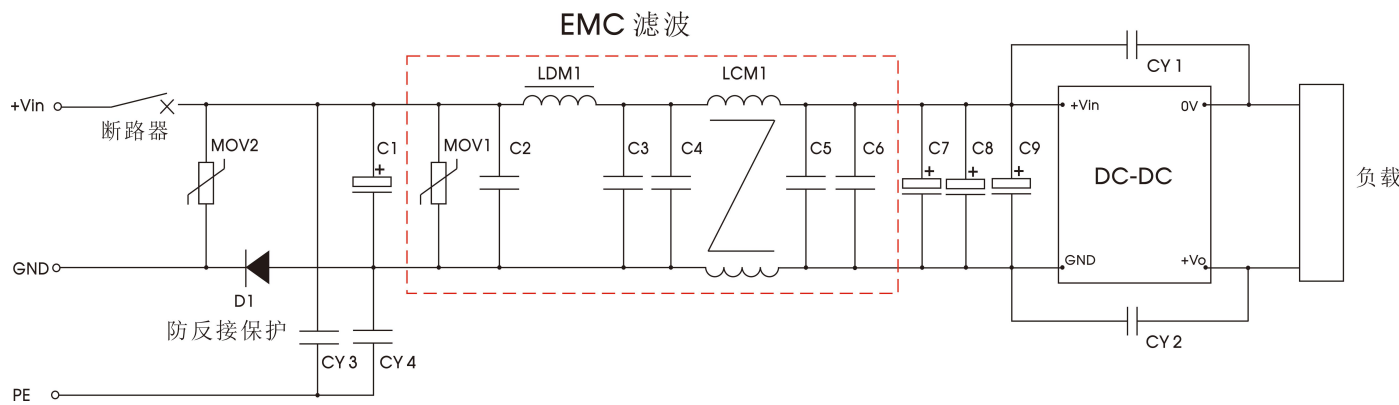 EMC 滤波
LDM1
LCM1
CY 1
+Vin
断路器
+Vin
0V
MOV2
C1
MOV1
C2
C3
C4
C5
C6
C7
C8
C9
+
+
+
+
DC-DC
负载
GND
GND
+Vo
D1
防反接保护
CY 3
CY 4
CY 2
PE